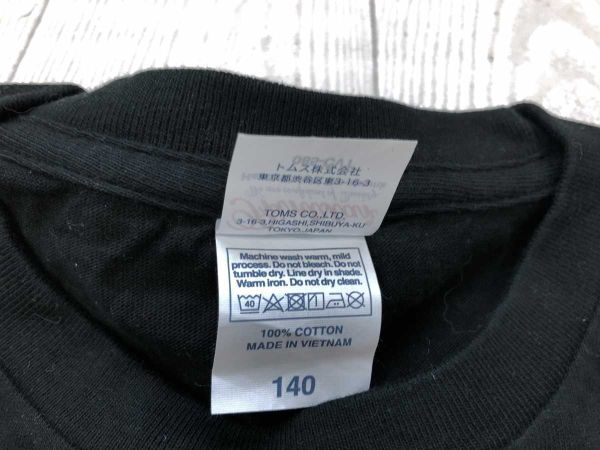 トムス株式会社
東京都渋谷区東3-16-3
TOMS CO.,LTD.
3-16-3,HIGASHI,SHIBUYA-KU
TOKYO,JAPAN
Machine wash warm, mild
process. Do not bleach. Do not
tumble dry. Line dry in shade.
Warm iron. Do not dry clean.
40
100% COTTON
MADE IN VIETNAM
140